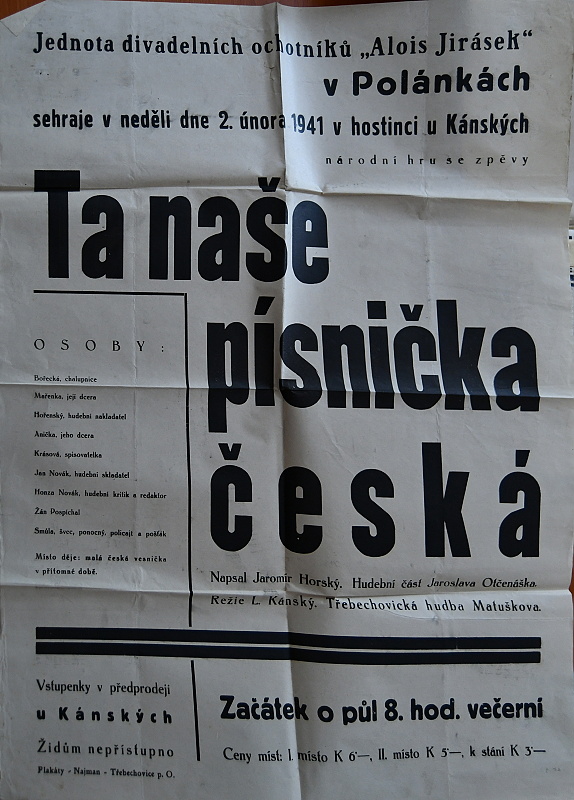 Jednota divadelních ochotníků „Alois Jirásek“
v Polánkách
sehraje v neděli dne 2. února 1941 v hostinci u Kánských
národní hru se zpěvy
Ta naše
písnička
česká
OSOBY:
Bořecká, chalupnice
Mařenka, její dcera
Hořenský, hudební nakladatel
Anička, jeho dcera
Krásová, spisovatelka
Jan Novák, hudební skladatel
Honza Novák, hudební kritik a redaktor
Žán Pospíchal
Smůla, švec, ponocný, policajt a pošťák
Místo děje: malá česká vesnička
v přítomné době.
Napsal Jaromír Horský. Hudební část Jaroslava Otčenáška.
Režie L. Kánský. Třebechovická hudba Matuškova.
Vstupenky v předprodeji
u Kánských
Židům nepřístupno
Plakáty - Najman - Třebechovice p. O.
Začátek o půl 8. hod. večerní
Ceny míst: I. místo K 6·—, II. místo K 5·—, k stání K 3·—